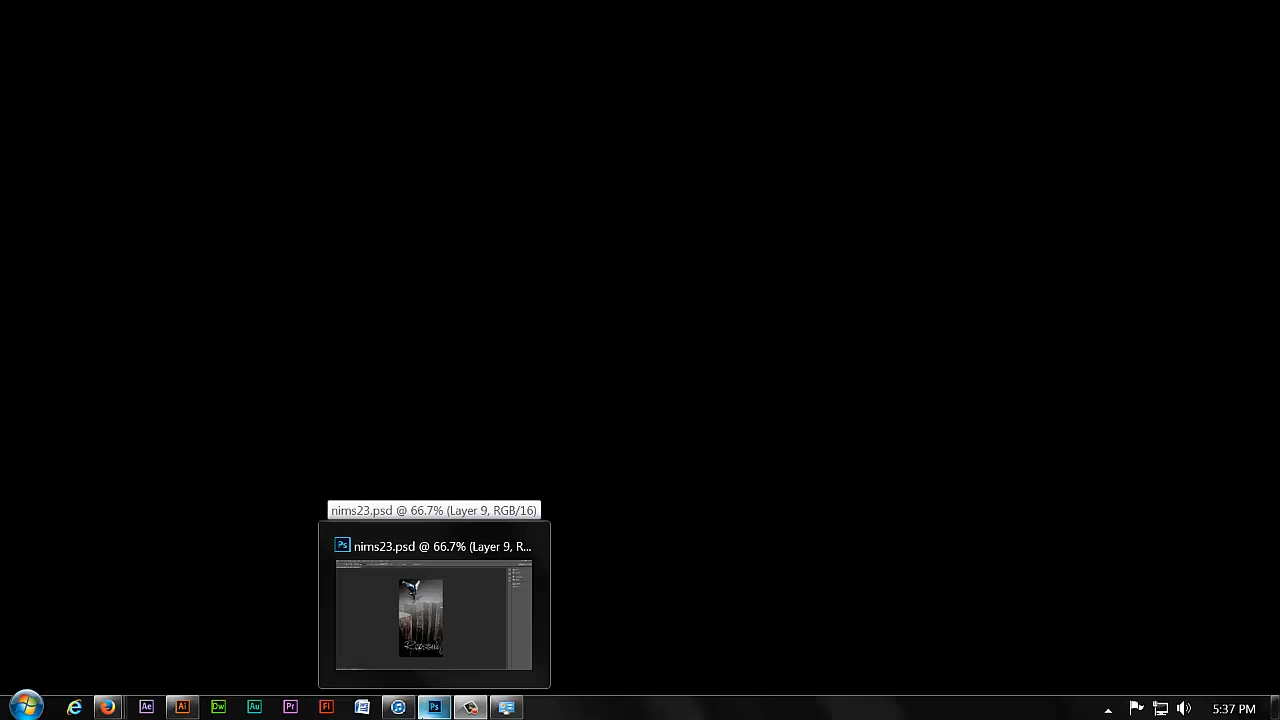 nims23.psd @ 66.7% (Layer 9, RGB/16)
Ps nims23.psd @ 66.7% (Layer 9, R...
Ae Ai Dw Au Pr Fl Ps 5:37 PM